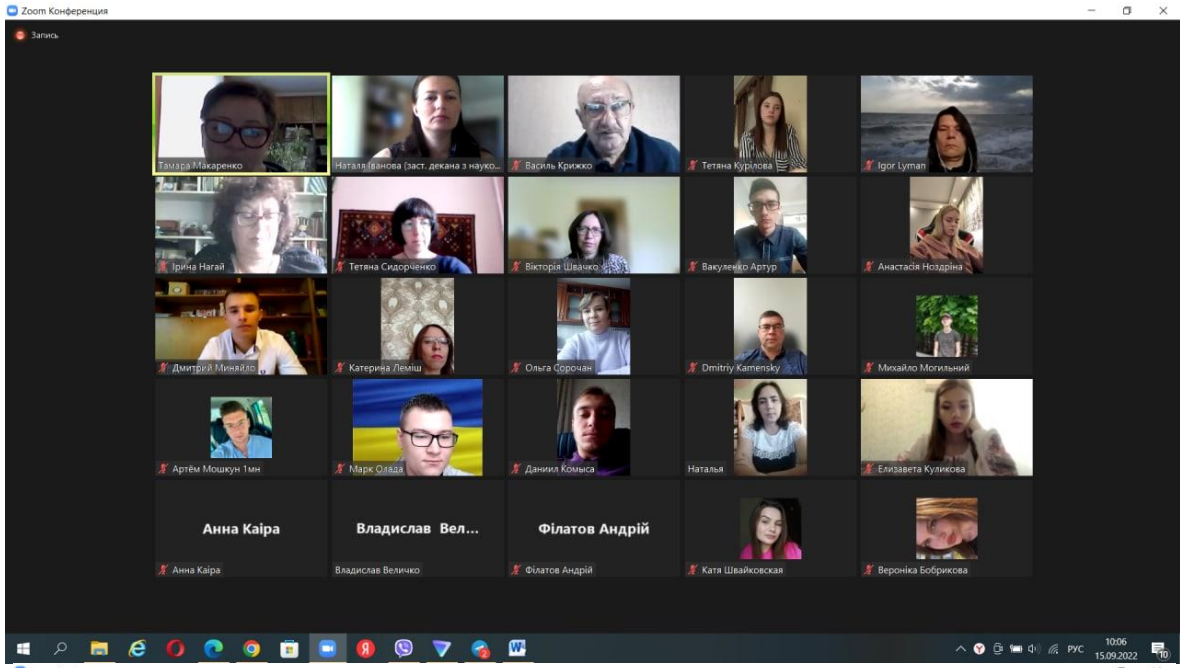 Zoom Конференция
Запись
Тамара Макаренко
Наталя Іванова (заст. декана з науко...
Василь Крижко
Тетяна Курілова
Igor Lyman
Ірина Нагай
Тетяна Сидорченко
Вікторія Швачко
Вакуленко Артур
Анастасія Ноздріна
Дмитрий Миняйло
Катерина Леміш
Ольга Сорочан
Dmitriy Kamensky
Михайло Могильний
Артём Мошкун 1мн
Марк Олада
Даниил Комыса
Наталья
Елизавета Куликова
Анна Каіра
Владислав Вел...
Філатов Андрій
Анна Каіра
Владислав Величко
Філатов Андрій
Катя Швайковская
Вероніка Бобрикова
РУС
10:06
15.09.2022
10